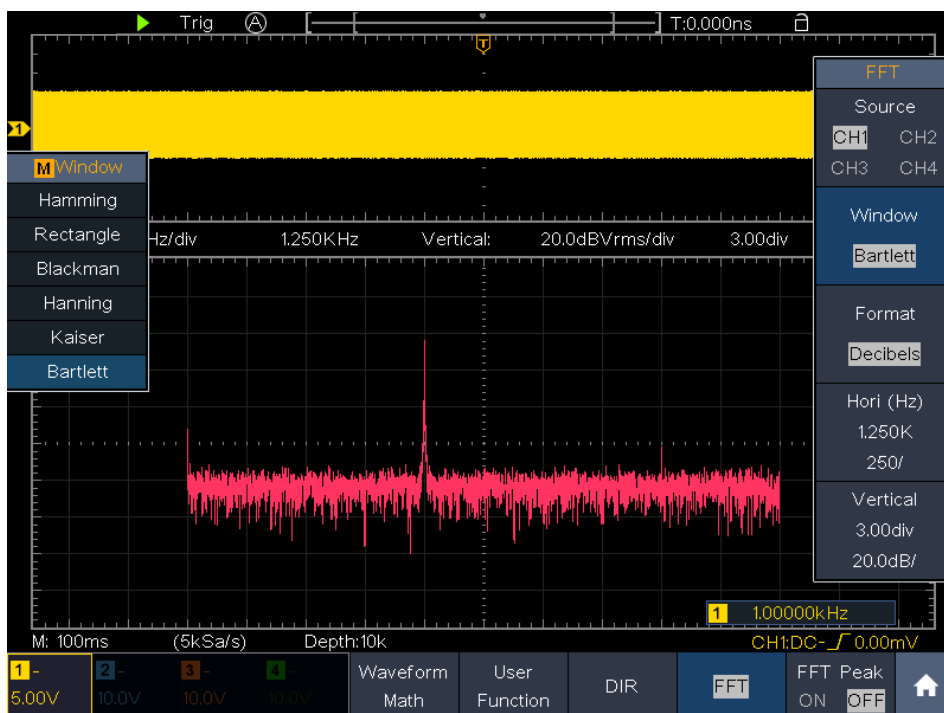 Trig A T:0.000ns
T
FFT
Source
CH1 CH2
CH3 CH4
1
M Window
Hamming
Rectangle
Blackman
Hanning
Kaiser
Bartlett
Hz/div 1.250KHz Vertical: 20.0dBVrms/div 3.00div
Window
Bartlett
Format
Decibels
Hori (Hz)
1.250K
250/
Vertical
3.00div
20.0dB/
1 1.00000kHz
M: 100ms (5kSa/s) Depth:10k CH1:DC- 0.00mV
1 - 2 - 3 - 4 -
5.00V 10.0V 10.0V 10.0V
Waveform
Math
User
Function
DIR
FFT
FFT Peak
ON OFF